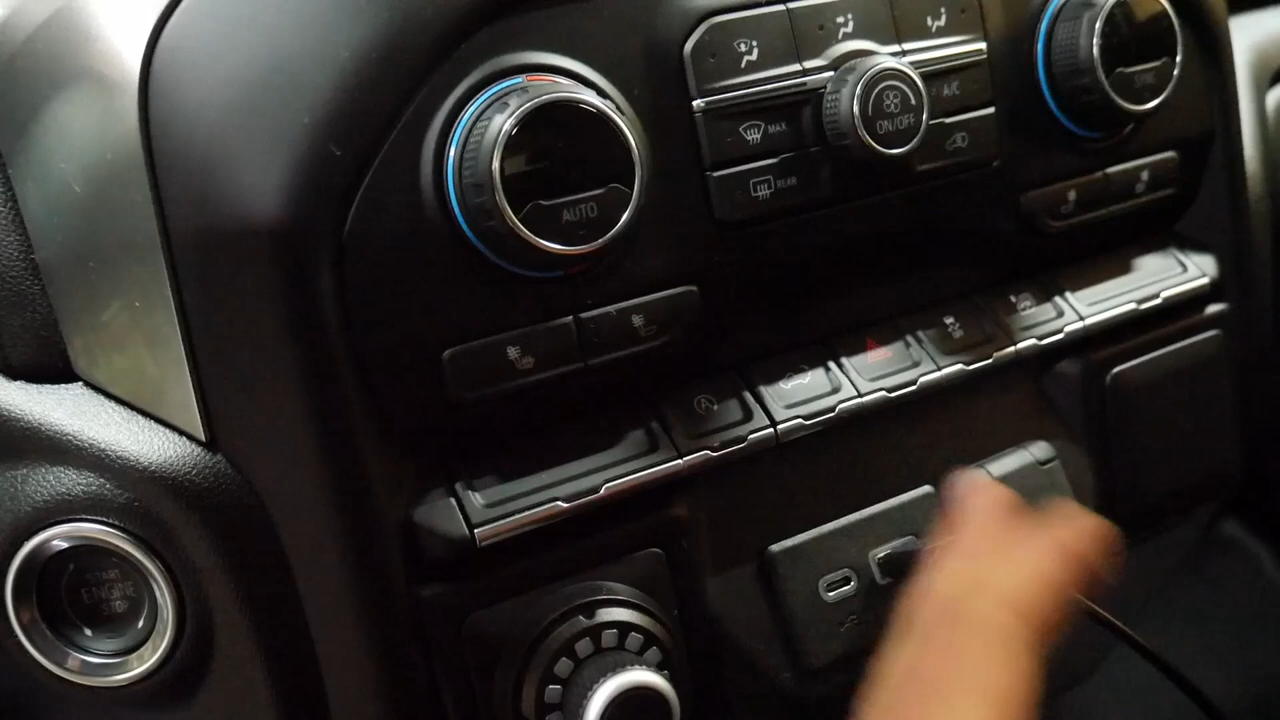 AUTO
MAX
REAR
ON/OFF
A/C
SYNC
START
ENGINE
STOP